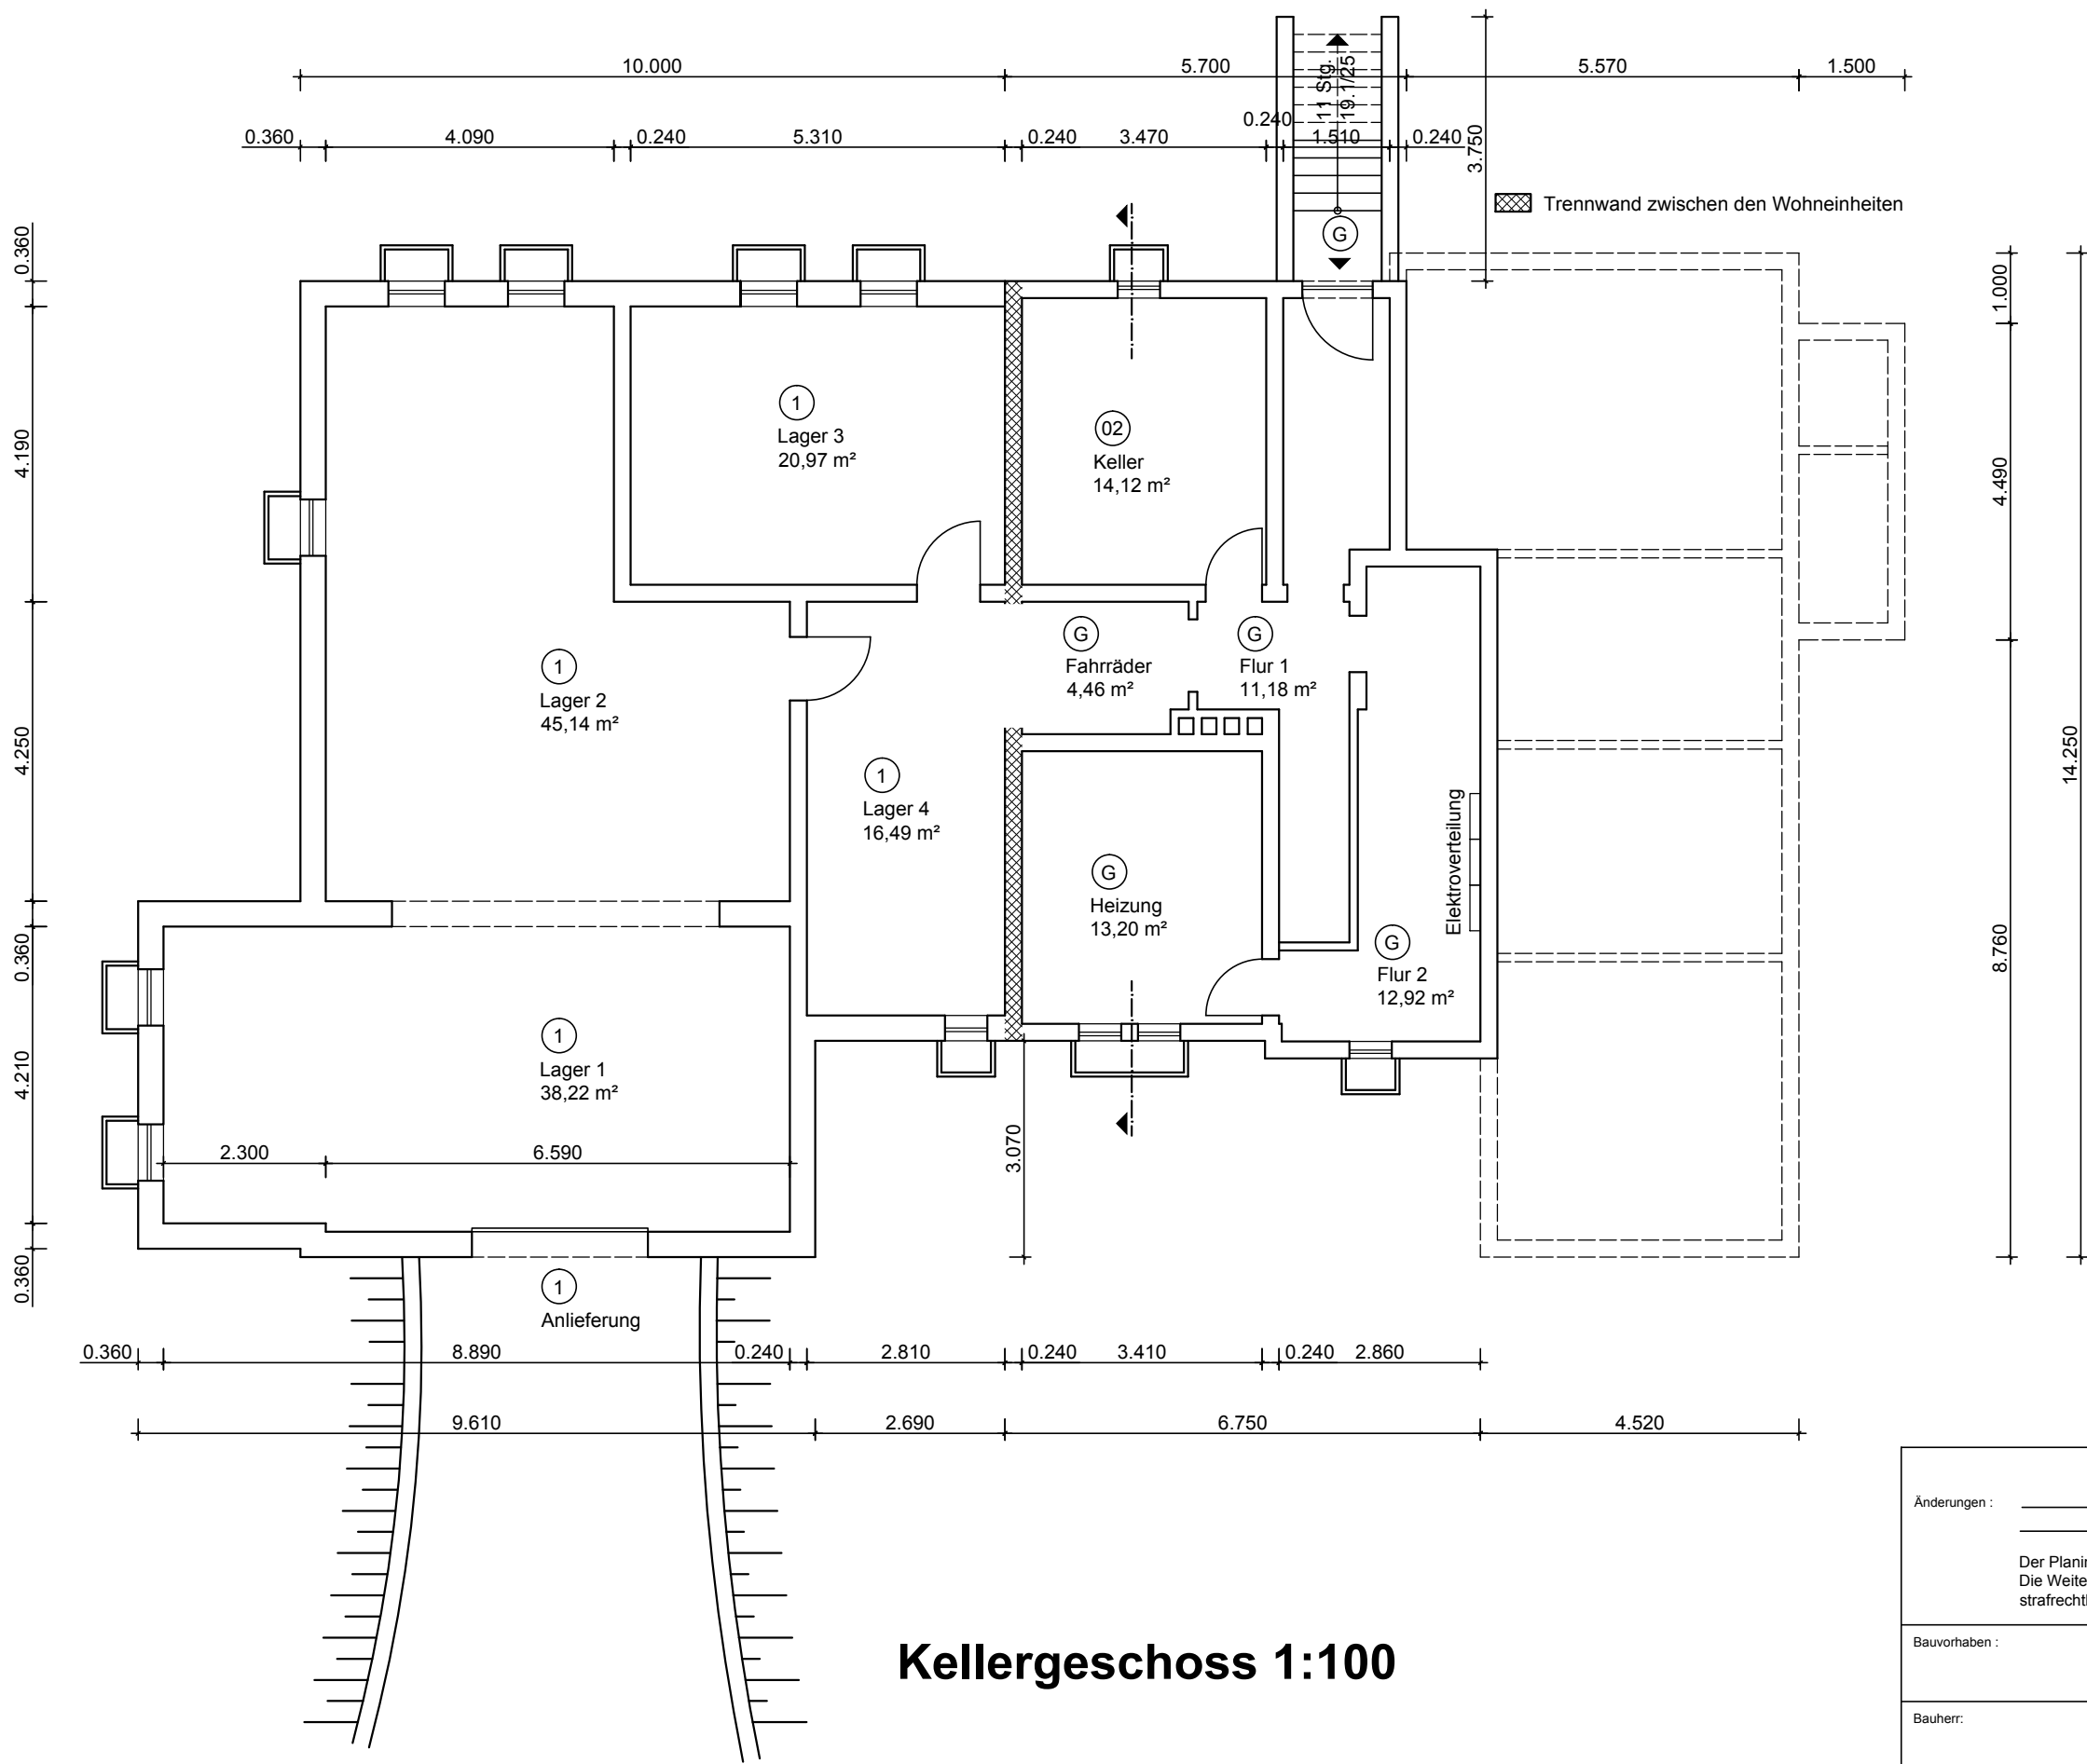 10.000
5.700
5.570
1.500
0.360
4.090
0.240
5.310
0.240
3.470
0.240
1.510
0.240
11 Stg.
19.1/25
3.750
G
Trennwand zwischen den Wohneinheiten
0.360
4.190
4.250
0.360
4.210
0.360
1.000
4.490
8.760
14.250
1
Lager 3
20,97 m²
02
Keller
14,12 m²
1
Lager 2
45,14 m²
G
Fahrräder
4,46 m²
G
Flur 1
11,18 m²
1
Lager 4
16,49 m²
G
Heizung
13,20 m²
Elektroverteilung
G
Flur 2
12,92 m²
1
Lager 1
38,22 m²
2.300
6.590
3.070
1
Anlieferung
0.360
8.890
0.240
2.810
0.240
3.410
0.240
2.860
9.610
2.690
6.750
4.520
Kellergeschoss 1:100
Änderungen :
Der
Die
Bauvorhaben :
Bauherr: